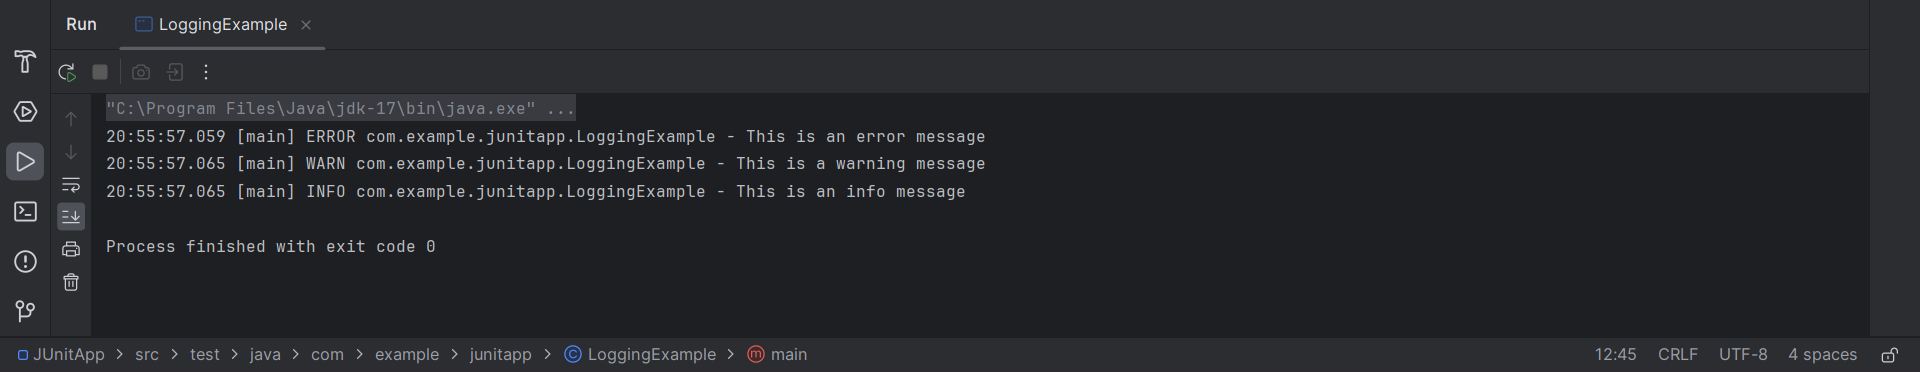 Run LoggingExample
"C:\Program Files\Java\jdk-17\bin\java.exe" ...
20:55:57.059 [main] ERROR com.example.junitapp.LoggingExample - This is an error message
20:55:57.065 [main] WARN com.example.junitapp.LoggingExample - This is a warning message
20:55:57.065 [main] INFO com.example.junitapp.LoggingExample - This is an info message
Process finished with exit code 0
JUnitApp > src > test > java > com > example > junitapp > LoggingExample > main 12:45 CRLF UTF-8 4 spaces